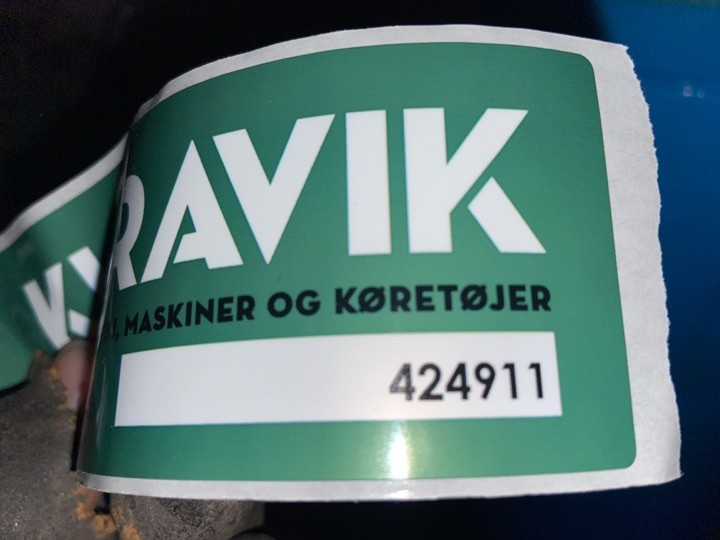 RAVIK
, MASKINER OG KØRETØJER
424911